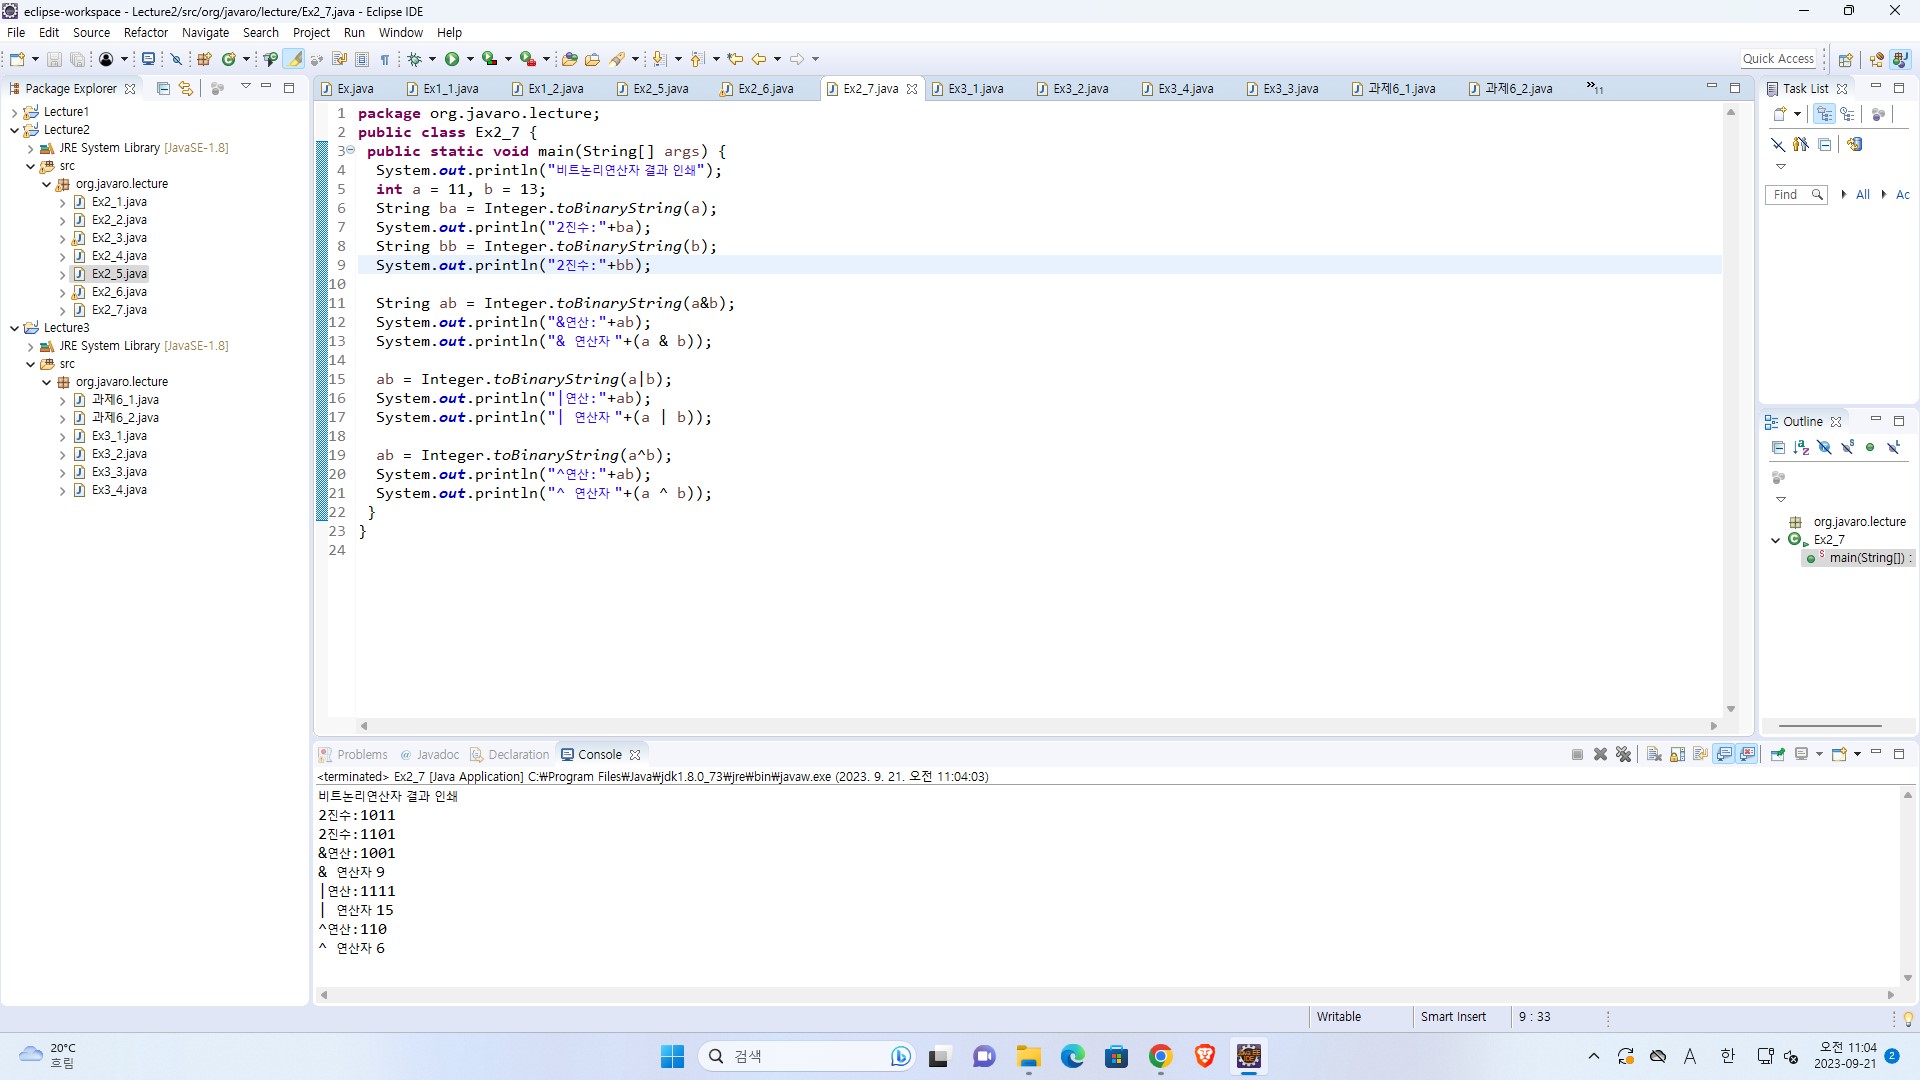 eclipse-workspace - Lecture2/src/org/javaro/lecture/Ex2_7.java - Eclipse IDE
File Edit Source Refactor Navigate Search Project Run Window Help
Quick Access
Package Explorer
Lecture1
Lecture2
JRE System Library [JavaSE-1.8]
src
org.javaro.lecture
Ex2_1.java
Ex2_2.java
Ex2_3.java
Ex2_4.java
Ex2_5.java
Ex2_6.java
Ex2_7.java
Lecture3
JRE System Library [JavaSE-1.8]
src
org.javaro.lecture
과제6_1.java
과제6_2.java
Ex3_1.java
Ex3_2.java
Ex3_3.java
Ex3_4.java
Ex.java Ex1_1.java Ex1_2.java Ex2_5.java Ex2_6.java Ex2_7.java Ex3_1.java Ex3_2.java Ex3_4.java Ex3_3.java 과제6_1.java 과제6_2.java »11
1 package org.javaro.lecture;
2 public class Ex2_7 {
3 public static void main(String[] args) {
4 System.out.println("비트논리연산자 결과 인쇄");
5 int a = 11, b = 13;
6 String ba = Integer.toBinaryString(a);
7 System.out.println("2진수:"+ba);
8 String bb = Integer.toBinaryString(b);
9 System.out.println("2진수:"+bb);
10
11 String ab = Integer.toBinaryString(a&b);
12 System.out.println("&연산:"+ab);
13 System.out.println("& 연산자 "+(a & b));
14
15 ab = Integer.toBinaryString(a|b);
16 System.out.println("|연산:"+ab);
17 System.out.println("| 연산자 "+(a | b));
18
19 ab = Integer.toBinaryString(a^b);
20 System.out.println("^연산:"+ab);
21 System.out.println("^ 연산자 "+(a ^ b));
22 }
23 }
24
Task List
Find All Ac
Outline
org.javaro.lecture
Ex2_7
main(String[]) :
Problems Javadoc Declaration Console
<terminated> Ex2_7 [Java Application] C:₩Program Files₩Java₩jdk1.8.0_73₩jre₩bin₩javaw.exe (2023. 9. 21. 오전 11:04:03)
비트논리연산자 결과 인쇄
2진수:1011
2진수:1101
&연산:1001
& 연산자 9
|연산:1111
| 연산자 15
^연산:110
^ 연산자 6
Writable Smart Insert 9 : 33
20°C
흐림
검색
A 한
오전 11:04
2023-09-21
2